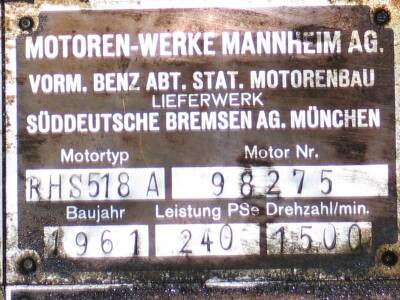 MOTOREN-WERKE MANNHEIM AG.
VORM. BENZ ABT. STAT. MOTORENBAU
LIEFERWERK
SÜDDEUTSCHE BREMSEN AG. MÜNCHEN
Motortyp Motor Nr.
RHS518 A 98275
Baujahr Leistung PSe Drehzahl/min.
1961 240 1500